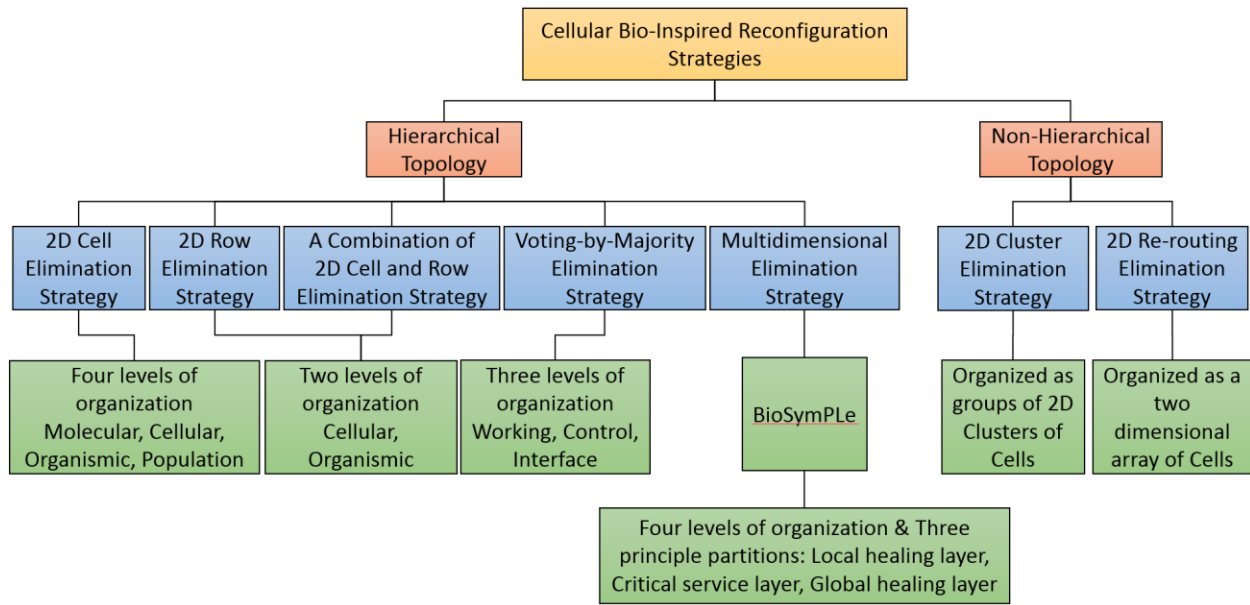 Cellular Bio-Inspired Reconfiguration
Strategies
Hierarchical
Topology
Non-Hierarchical
Topology
2D Cell
Elimination
Strategy
2D Row
Elimination
Strategy
A Combination of
2D Cell and Row
Elimination Strategy
Voting-by-Majority
Elimination
Strategy
Multidimensional
Elimination
Strategy
2D Cluster
Elimination
Strategy
2D Re-routing
Elimination
Strategy
Four levels of
organization
Molecular, Cellular,
Organismic, Population
Two levels of
organization
Cellular,
Organismic
Three levels of
organization
Working, Control,
Interface
BioSymPLe
Organized as
groups of 2D
Clusters of
Cells
Organized as a
two
dimensional
array of Cells
Four levels of organization & Three
principle partitions: Local healing layer,
Critical service layer, Global healing layer